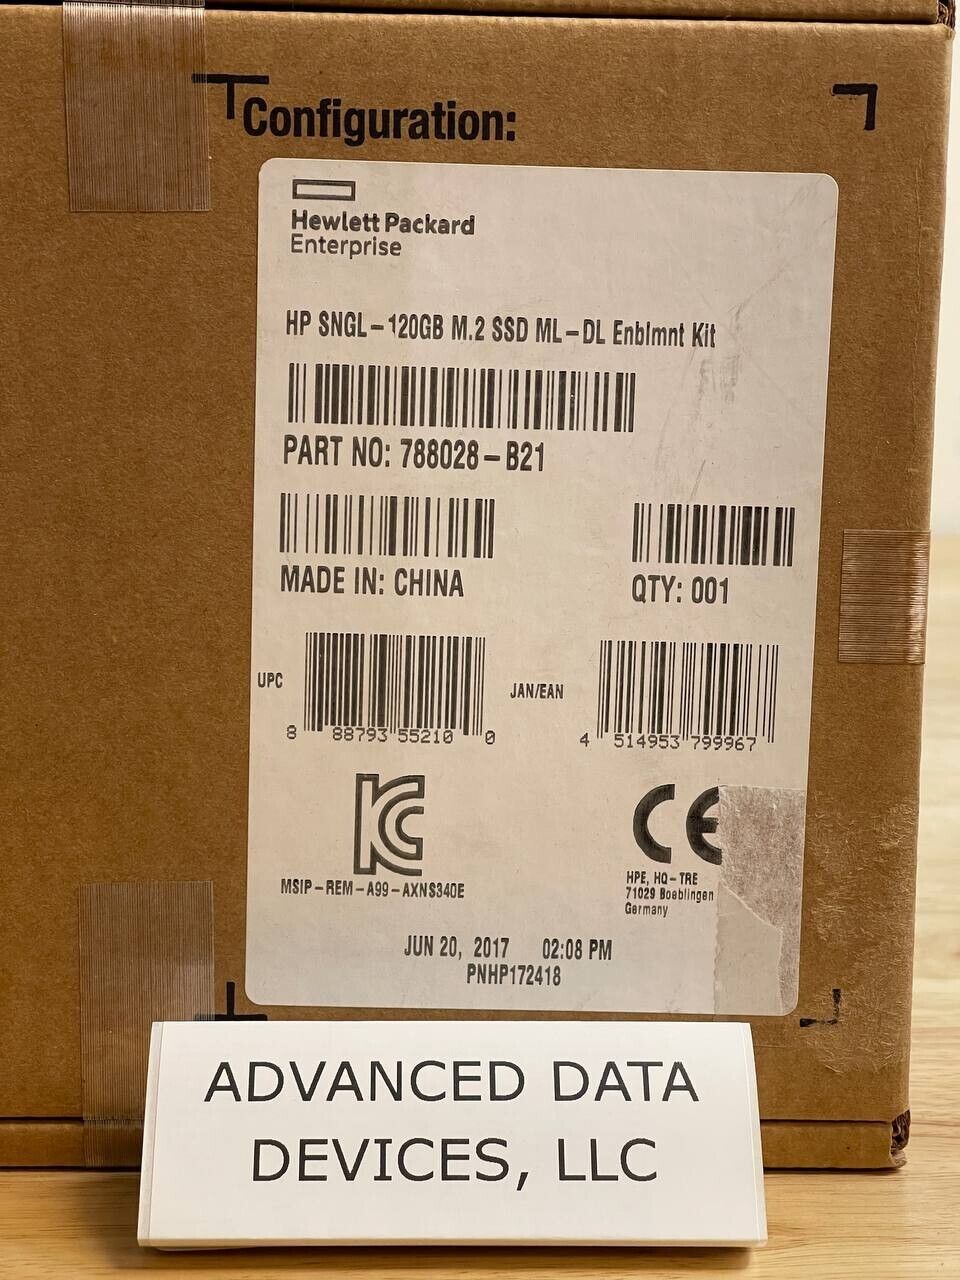 Configuration:
Hewlett Packard
Enterprise
HP SNGL-120GB M.2 SSD ML-DL Enblmnt Kit
PART NO: 788028-B21
MADE IN: CHINA
QTY: 001
UPC
8 88793 55210 0
JAN/EAN
4 514953 799967
KC
CE
MSIP-REM-A99-AXNS340E
HPE, HQ-TRE
71029 Boeblingen
Germany
JUN 20, 2017 02:08 PM
PNHP172418
ADVANCED DATA
DEVICES, LLC